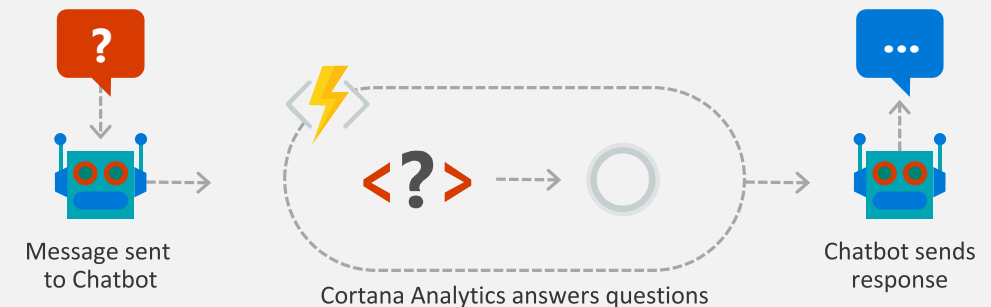 ?
...
<?>
Message sent
to Chatbot
Cortana Analytics answers questions
Chatbot sends
response